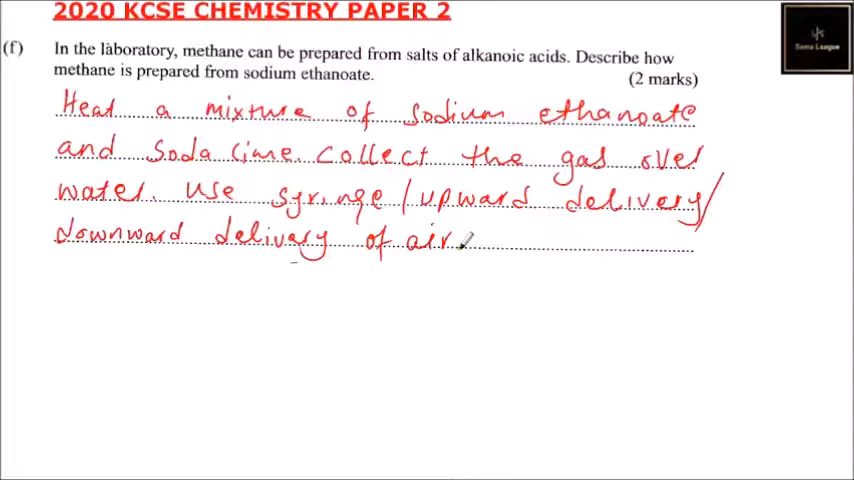 2020 KCSE CHEMISTRY PAPER 2
(f) In the laboratory, methane can be prepared from salts of alkanoic acids. Describe how
methane is prepared from sodium ethanoate. (2 marks)
Heat a mixture of sodium ethanoate
and soda lime. Collect the gas over
water. Use syringe / upward delivery /
downward delivery of air
Soma League